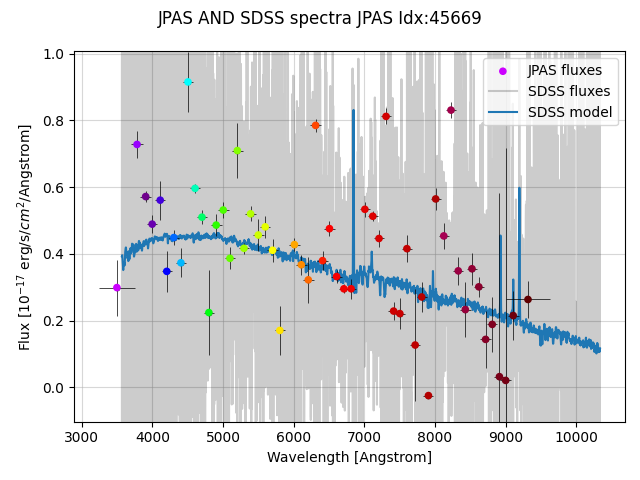 JPAS AND SDSS spectra JPAS Idx:45669
1.0
0.8
0.6
0.4
0.2
0.0
Flux [10⁻¹⁷ erg/s/cm²/Angstrom]
JPAS fluxes
SDSS fluxes
SDSS model
3000 4000 5000 6000 7000 8000 9000 10000
Wavelength [Angstrom]